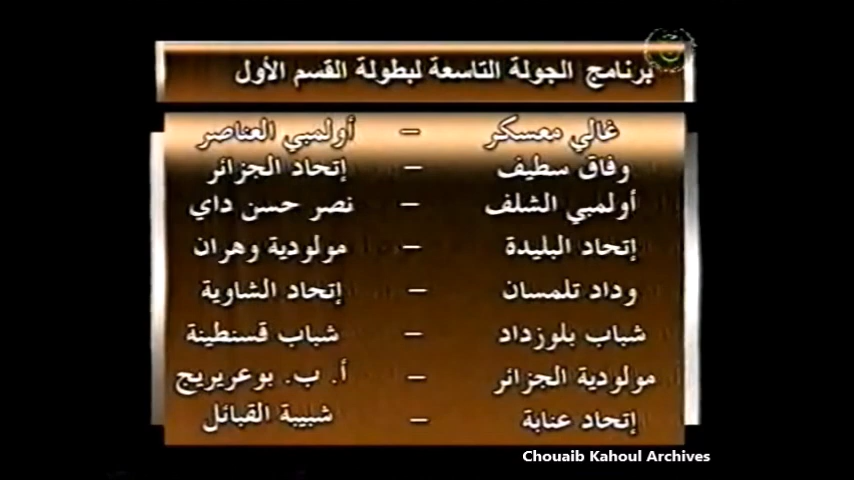 برنامج الجولة التاسعة لبطولة القسم الأول
غالي معسكر – أولمبي العناصر
وفاق سطيف – إتحاد الجزائر
أولمبي الشلف – نصر حسن داي
إتحاد البليدة – مولودية وهران
وداد تلمسان – إتحاد الشاوية
شباب بلوزداد – شباب قسنطينة
مولودية الجزائر – أ. ب. بوعريريج
إتحاد عنابة – شبيبة القبائل
Chouaib Kahoul Archives